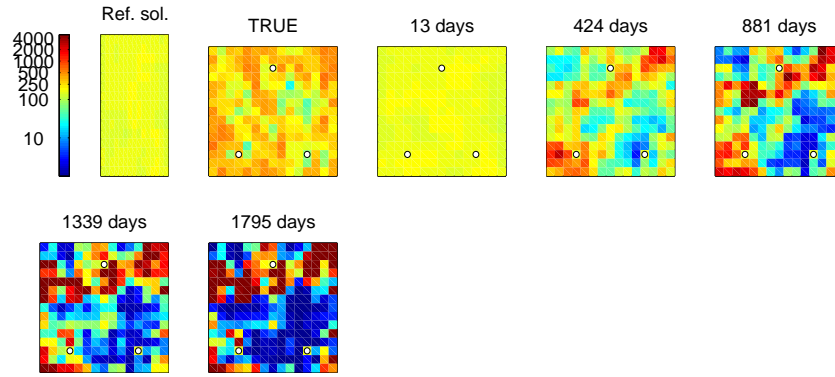 Ref. sol.
TRUE
13 days
424 days
881 days
4000
2000
1000
500
250
100
10
1339 days
1795 days